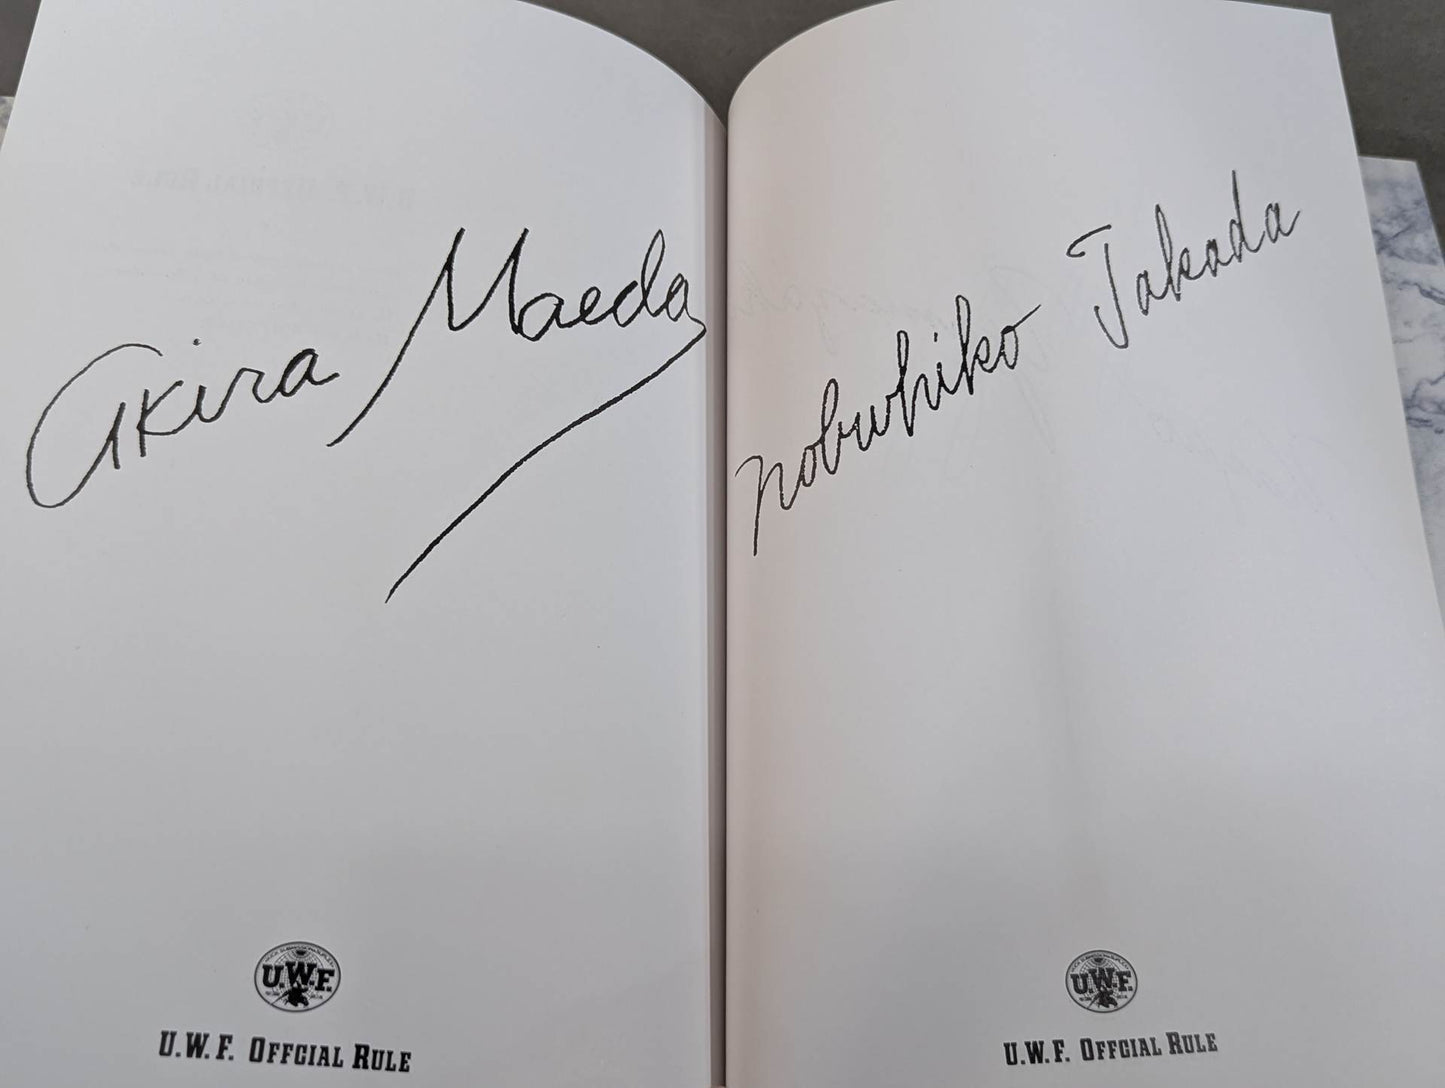 Akira Maeda
U.W.F.
U.W.F. OFFCIAL RULE
Nobuhiko Takada
U.W.F.
U.W.F. OFFCIAL RULE